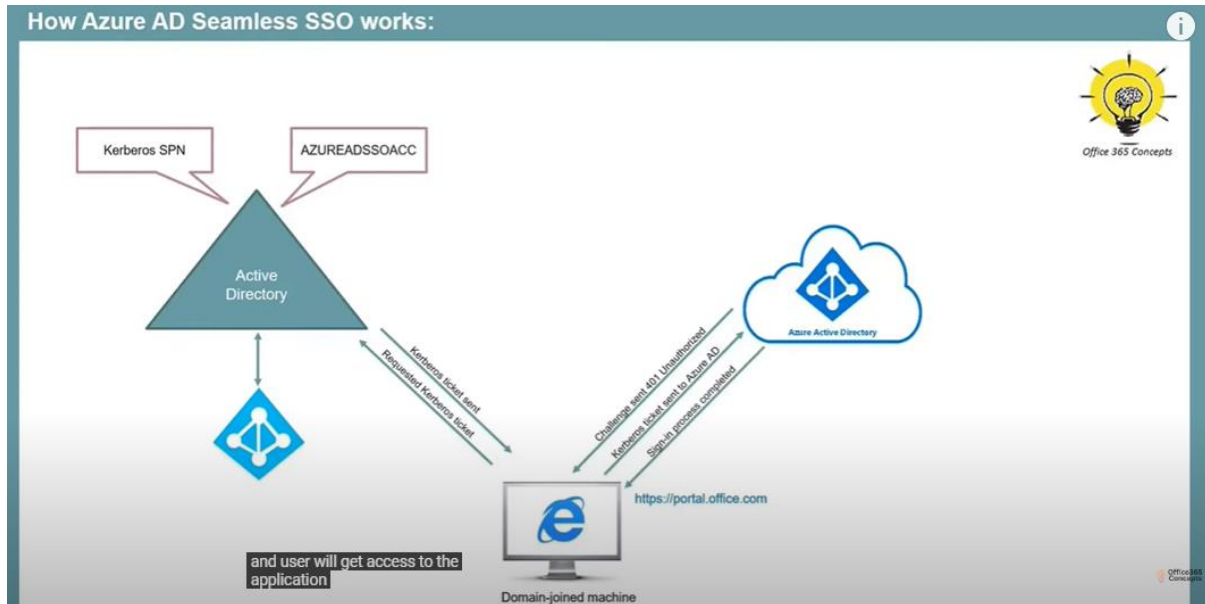 How Azure AD Seamless SSO works:
i
Office 365 Concepts
Kerberos SPN
AZUREADSSOACC
Active
Directory
Azure Active Directory
Kerberos ticket sent
Requested Kerberos ticket
Challenge sent 401 Unauthorized
Kerberos ticket sent to Azure AD
Sign-in process completed
https://portal.office.com
and user will get access to the
application
Domain-joined machine
Office365
Concepts